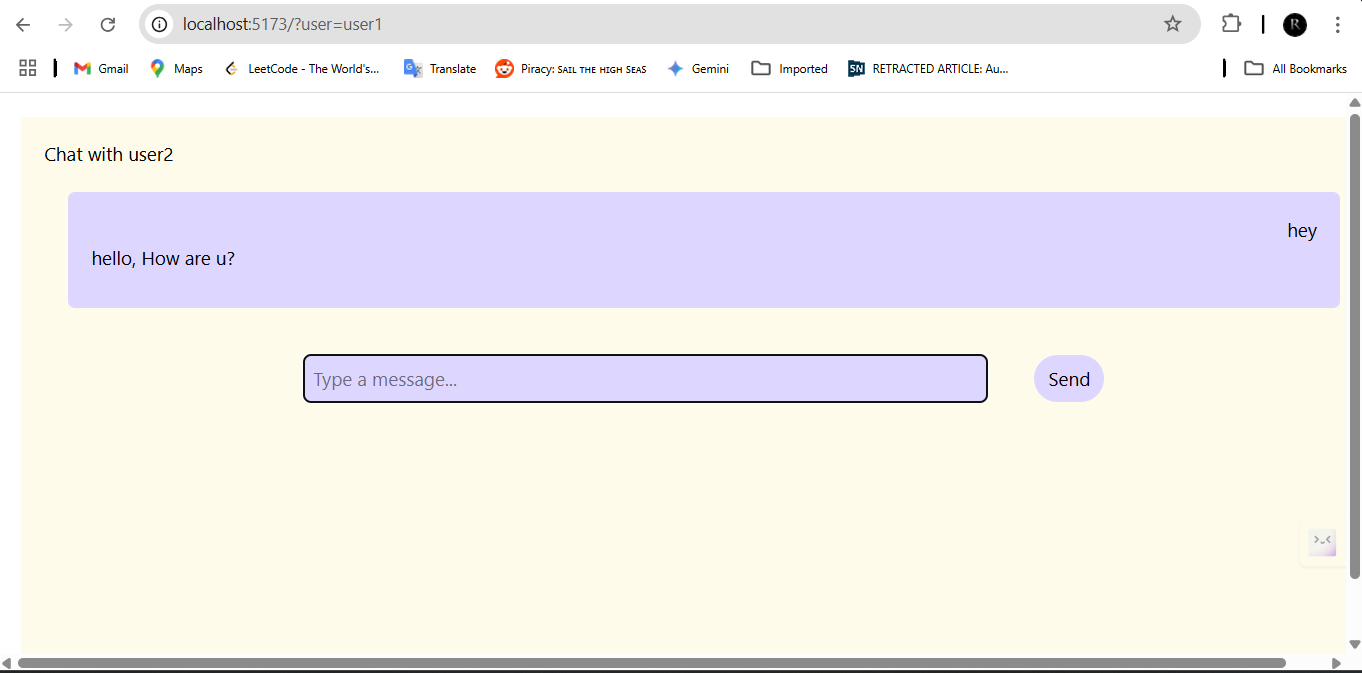 localhost:5173/?user=user1
R
Gmail
Maps
LeetCode - The World's...
Translate
Piracy: SAIL THE HIGH SEAS
Gemini
Imported
SN
RETRACTED ARTICLE: Au...
All Bookmarks
Chat with user2
hey
hello, How are u?
Type a message...
Send